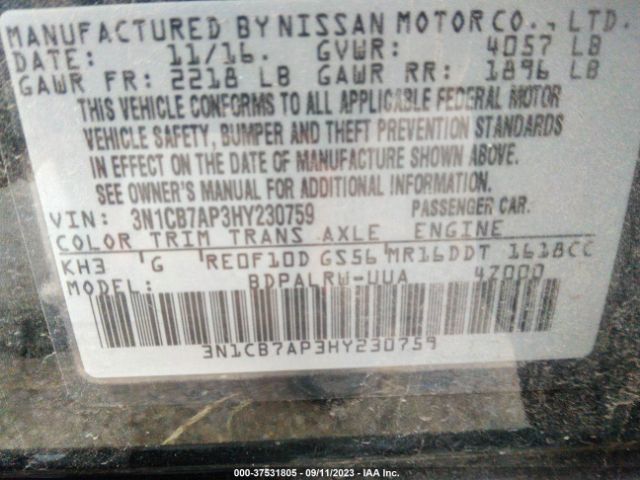 MANUFACTURED BY NISSAN MOTOR CO., LTD.
DATE: 11/16. GVWR: 4057 LB
GAWR FR: 2218 LB GAWR RR: 1896 LB
THIS VEHICLE CONFORMS TO ALL APPLICABLE FEDERAL MOTOR
VEHICLE SAFETY, BUMPER AND THEFT PREVENTION STANDARDS
IN EFFECT ON THE DATE OF MANUFACTURE SHOWN ABOVE.
SEE OWNER'S MANUAL FOR ADDITIONAL INFORMATION.
VIN: 3N1CB7AP3HY230759 PASSENGER CAR.
COLOR TRIM TRANS AXLE ENGINE
KH3 G RE0F10D GS56 MR16DDT 1618CC
MODEL: BDPALRW-UUA 4Z000
3N1CB7AP3HY230759
000-37531805 - 09/11/2023 - IAA Inc.